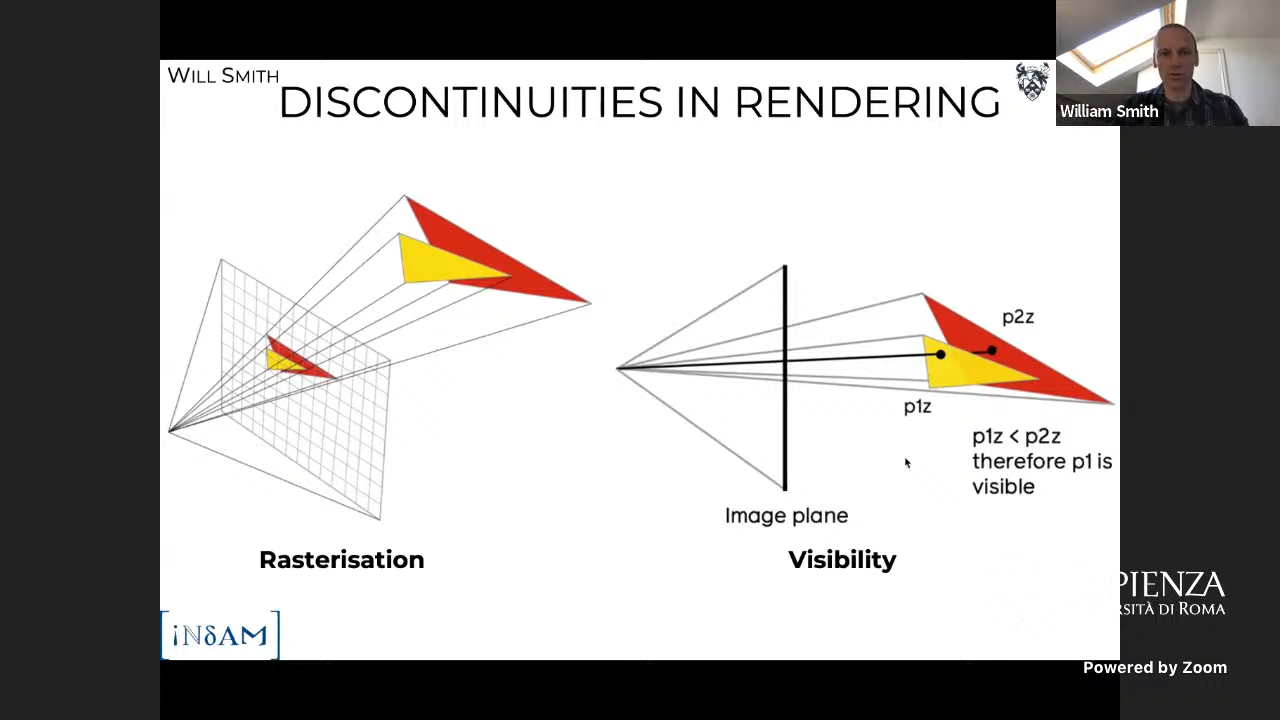 WILL SMITH
DISCONTINUITIES IN RENDERING
William Smith
p2z
p1z
p1z < p2z
therefore p1 is
visible
Image plane
Rasterisation
Visibility
[iNδAM]
PIENZA
RSITÀ DI ROMA
Powered by Zoom